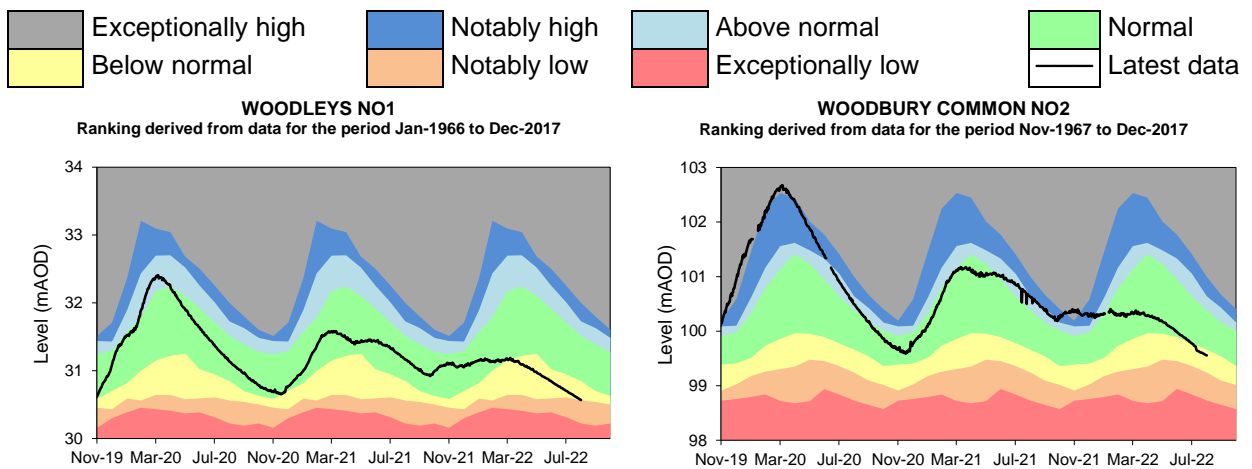 Exceptionally high Notably high Above normal Normal
Below normal Notably low Exceptionally low Latest data
WOODLEYS NO1
Ranking derived from data for the period Jan-1966 to Dec-2017
34
33
32
31
30
Level (mAOD)
Nov-19 Mar-20 Jul-20 Nov-20 Mar-21 Jul-21 Nov-21 Mar-22 Jul-22
WOODBURY COMMON NO2
Ranking derived from data for the period Nov-1967 to Dec-2017
103
102
101
100
99
98
Level (mAOD)
Nov-19 Mar-20 Jul-20 Nov-20 Mar-21 Jul-21 Nov-21 Mar-22 Jul-22